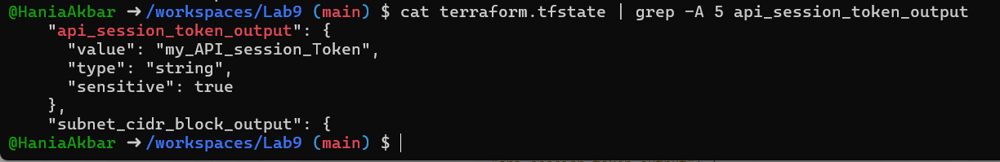 @HaniaAkbar ➜ /workspaces/Lab9 (main) $ cat terraform.tfstate | grep -A 5 api_session_token_output
    "api_session_token_output": {
      "value": "my_API_session_Token",
      "type": "string",
      "sensitive": true
    },
    "subnet_cidr_block_output": {
@HaniaAkbar ➜ /workspaces/Lab9 (main) $